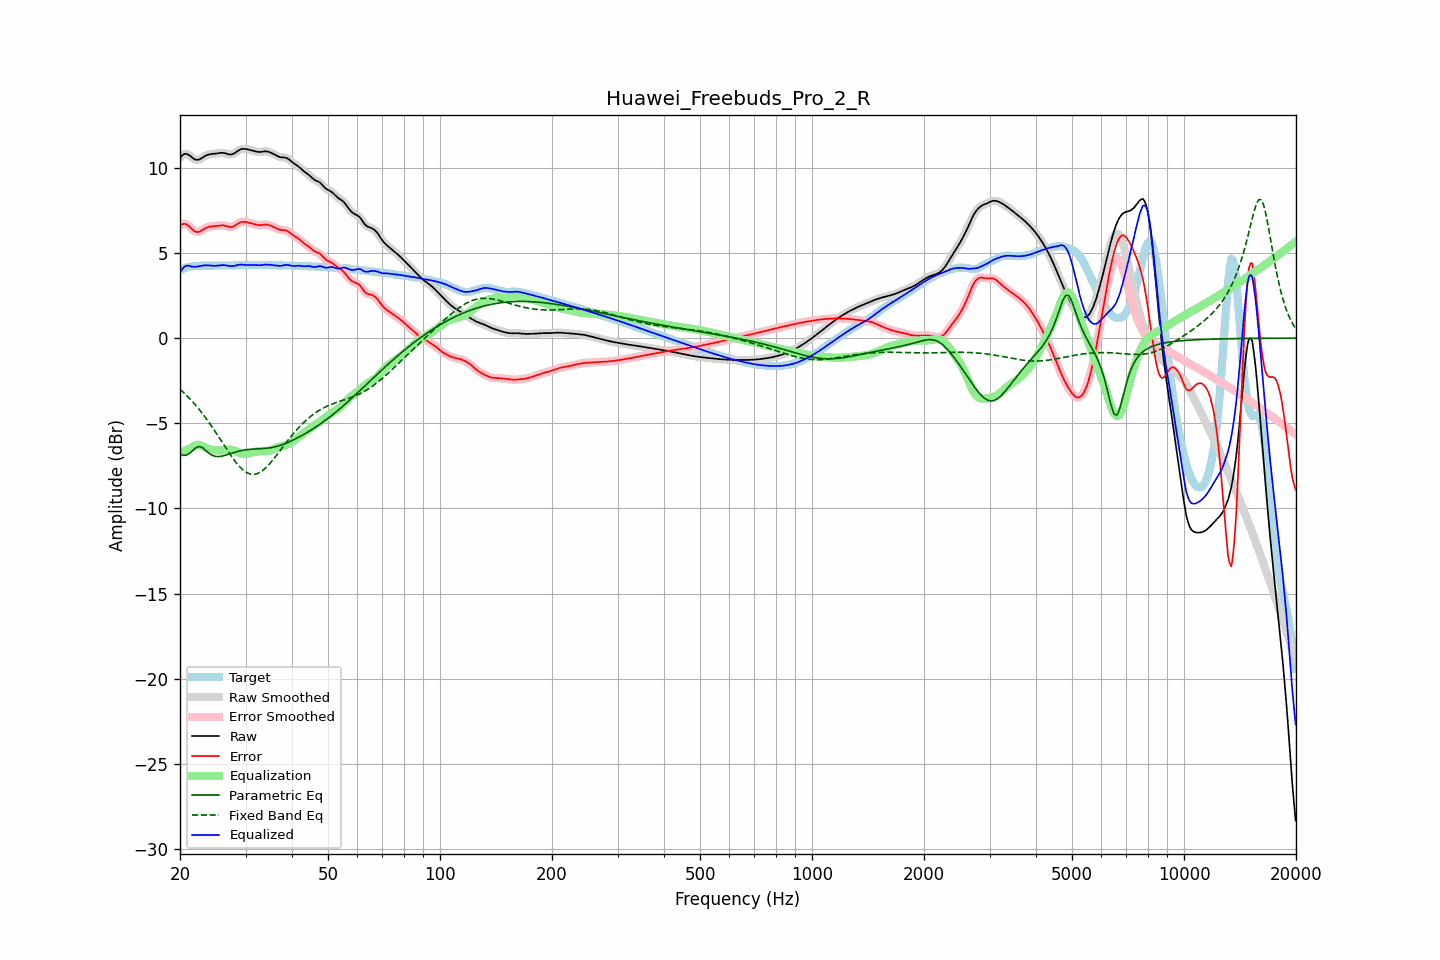 Huawei_Freebuds_Pro_2_R
10
5
0
−5
−10
−15
−20
−25
−30
Amplitude (dBr)
Target
Raw Smoothed
Error Smoothed
Raw
Error
Equalization
Parametric Eq
Fixed Band Eq
Equalized
20
50
100
200
500
1000
2000
5000
10000
20000
Frequency (Hz)